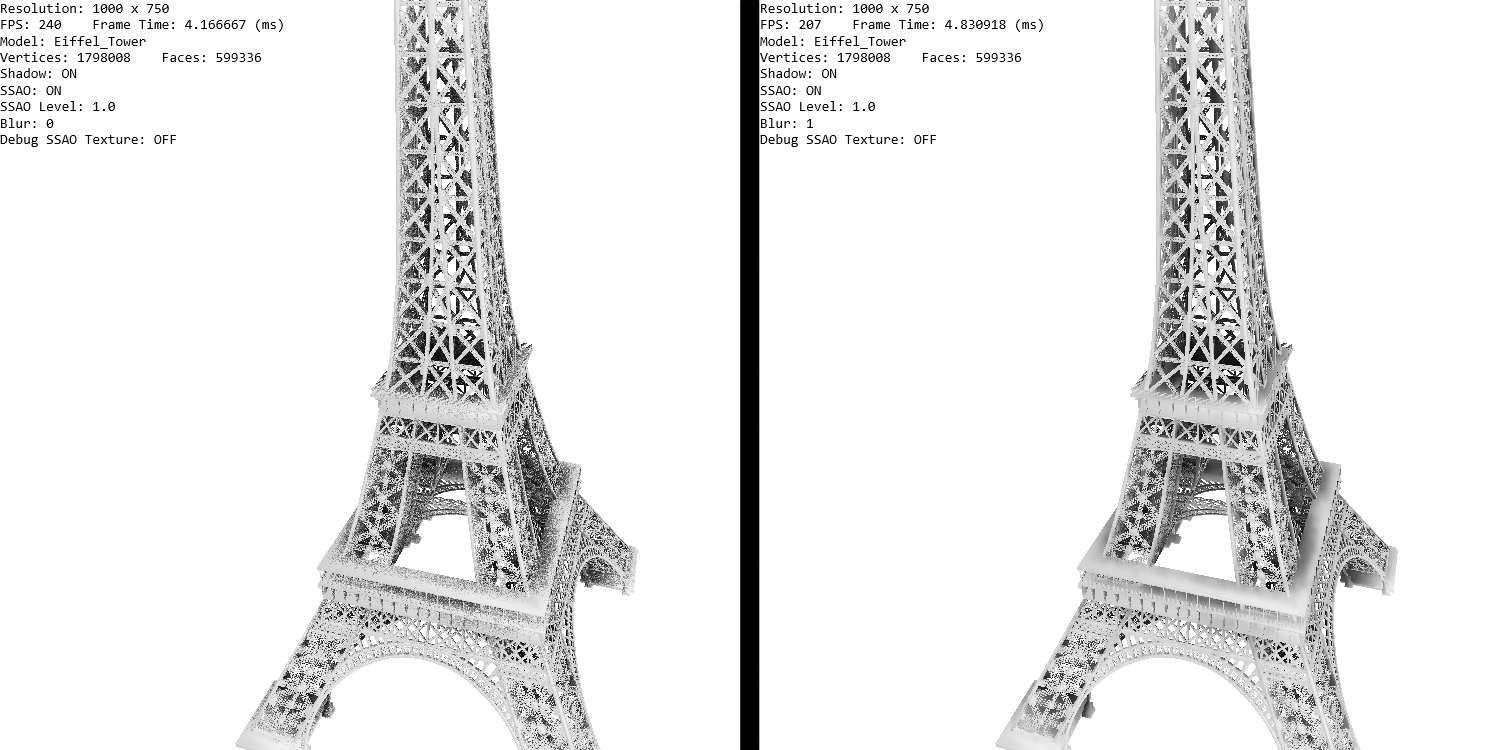 Resolution: 1000 x 750
FPS: 240    Frame Time: 4.166667 (ms)
Model: Eiffel_Tower
Vertices: 1798008    Faces: 599336
Shadow: ON
SSAO: ON
SSAO Level: 1.0
Blur: 0
Debug SSAO Texture: OFF
Resolution: 1000 x 750
FPS: 207    Frame Time: 4.830918 (ms)
Model: Eiffel_Tower
Vertices: 1798008    Faces: 599336
Shadow: ON
SSAO: ON
SSAO Level: 1.0
Blur: 1
Debug SSAO Texture: OFF